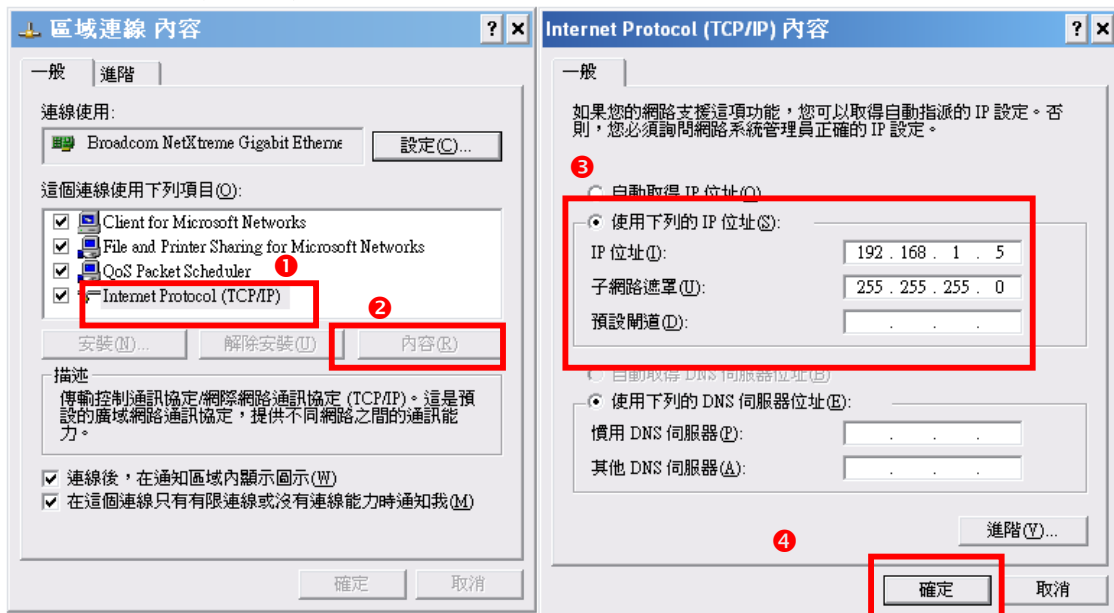 區域連線 內容
一般
進階
連線使用:
Broadcom NetXtreme Gigabit Etherne
設定(C)...
這個連線使用下列項目(O):
Client for Microsoft Networks
File and Printer Sharing for Microsoft Networks
QoS Packet Scheduler
❶
Internet Protocol (TCP/IP)
❷
安裝(N)...
解除安裝(U)
內容(R)
描述
傳輸控制通訊協定/網際網路通訊協定 (TCP/IP)。這是預
設的廣域網路通訊協定，提供不同網路之間的通訊能
力。
連線後，在通知區域內顯示圖示(W)
在這個連線只有有限連線或沒有連線能力時通知我(M)
確定
取消
Internet Protocol (TCP/IP) 內容
一般
如果您的網路支援這項功能，您可以取得自動指派的 IP 設定。否
則，您必須詢問網路系統管理員正確的 IP 設定。
❸
自動取得 IP 位址(O)
使用下列的 IP 位址(S):
IP 位址(I): 192 . 168 . 1 . 5
子網路遮罩(U): 255 . 255 . 255 . 0
預設閘道(D): . . .
自動取得 DNS 伺服器位址(B)
使用下列的 DNS 伺服器位址(E):
慣用 DNS 伺服器(P): . . .
其他 DNS 伺服器(A): . . .
進階(V)...
❹
確定
取消